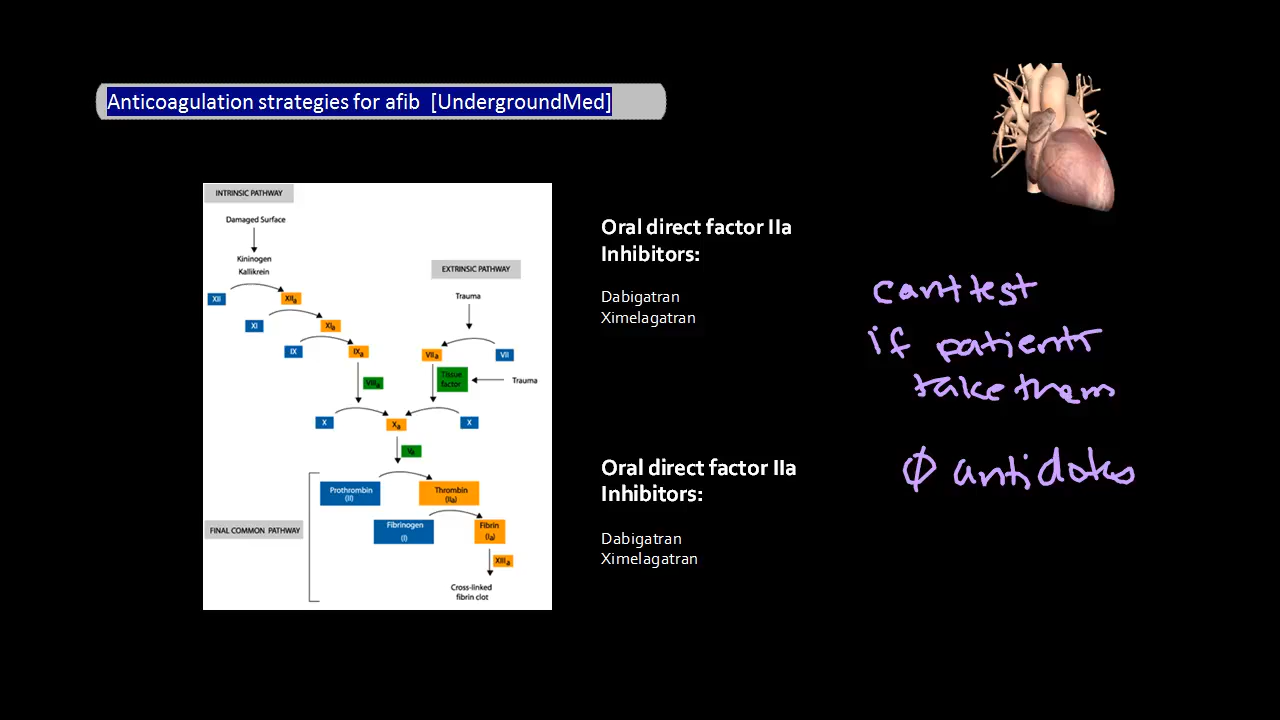 Anticoagulation strategies for afib [UndergroundMed]
INTRINSIC PATHWAY
Damaged Surface
Kininogen
Kallikrein
EXTRINSIC PATHWAY
Trauma
XII
XIIa
XI
XIa
IX
IXa
VIIa
VII
VIIIa
Tissue
factor
Trauma
X
Xa
X
Va
Prothrombin
(II)
Thrombin
(IIa)
Fibrinogen
(I)
Fibrin
(Ia)
FINAL COMMON PATHWAY
XIIIa
Cross-linked
fibrin clot
Oral direct factor IIa
Inhibitors:
Dabigatran
Ximelagatran
Oral direct factor IIa
Inhibitors:
Dabigatran
Ximelagatran
cant test
if patients
take them
Ø antidotes